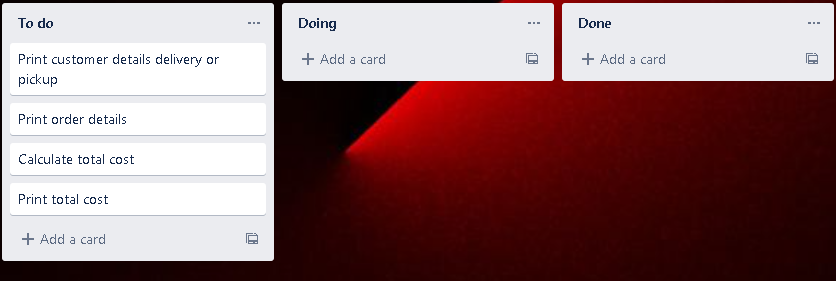 To do
Print customer details delivery or
pickup
Print order details
Calculate total cost
Print total cost
Add a card
Doing
Add a card
Done
Add a card